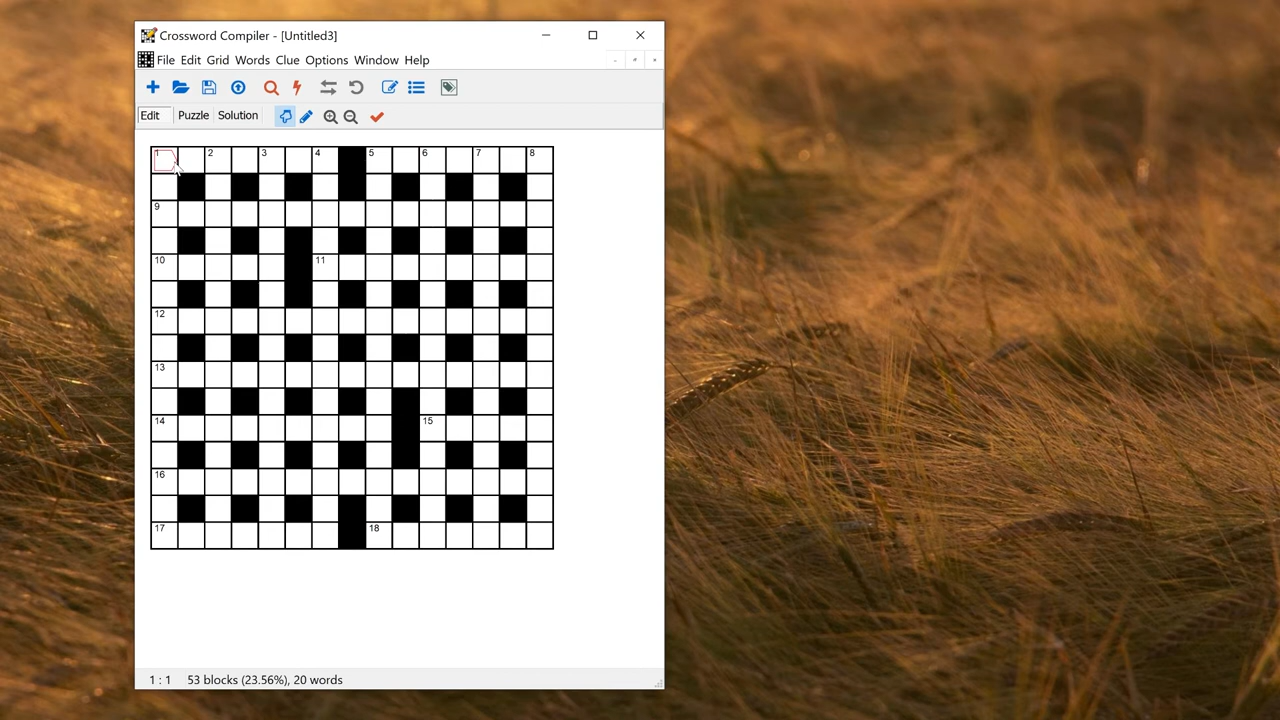 Crossword Compiler - [Untitled3]
File Edit Grid Words Clue Options Window Help
Edit Puzzle Solution
1 2 3 4 5 6 7 8
9
10 11
12
13
14 15
16
17 18
1 : 1 53 blocks (23.56%), 20 words